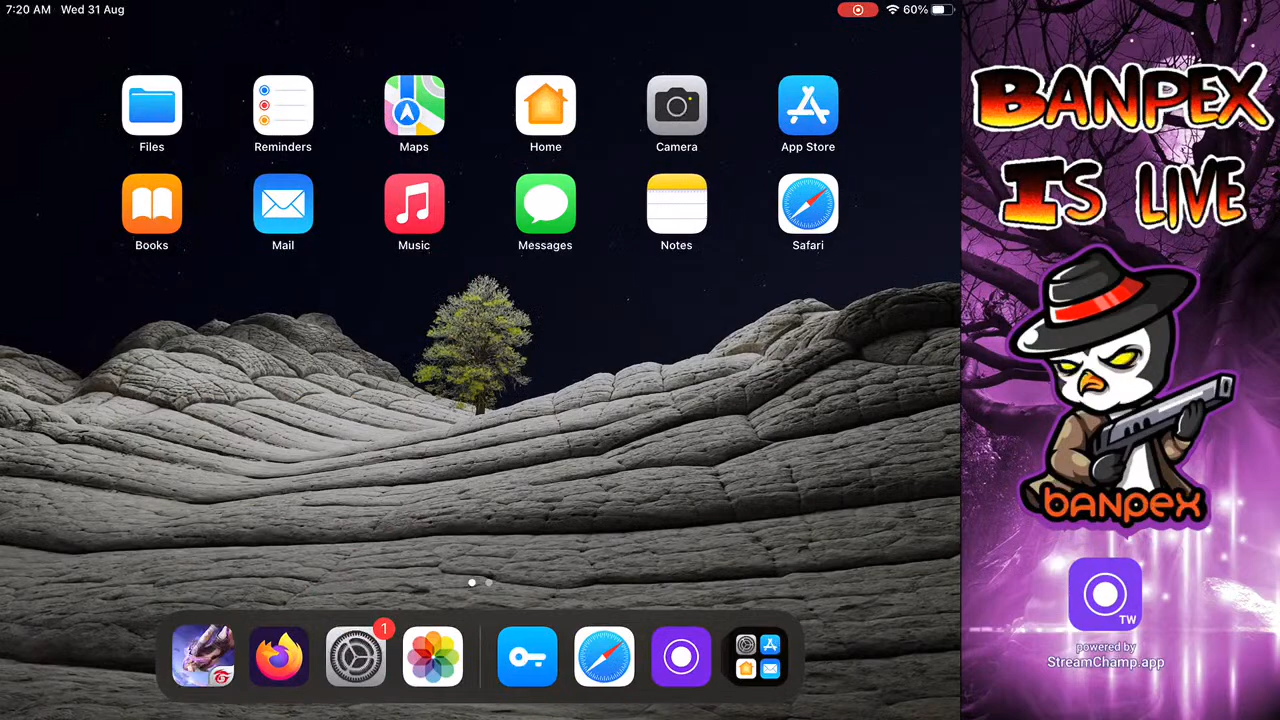 7:20 AM Wed 31 Aug
60%
Files
Reminders
Maps
Home
Camera
App Store
Books
Mail
Music
Messages
Notes
Safari
1
BANPEX
IS LIVE
banpex
TW
powered by
StreamChamp.app